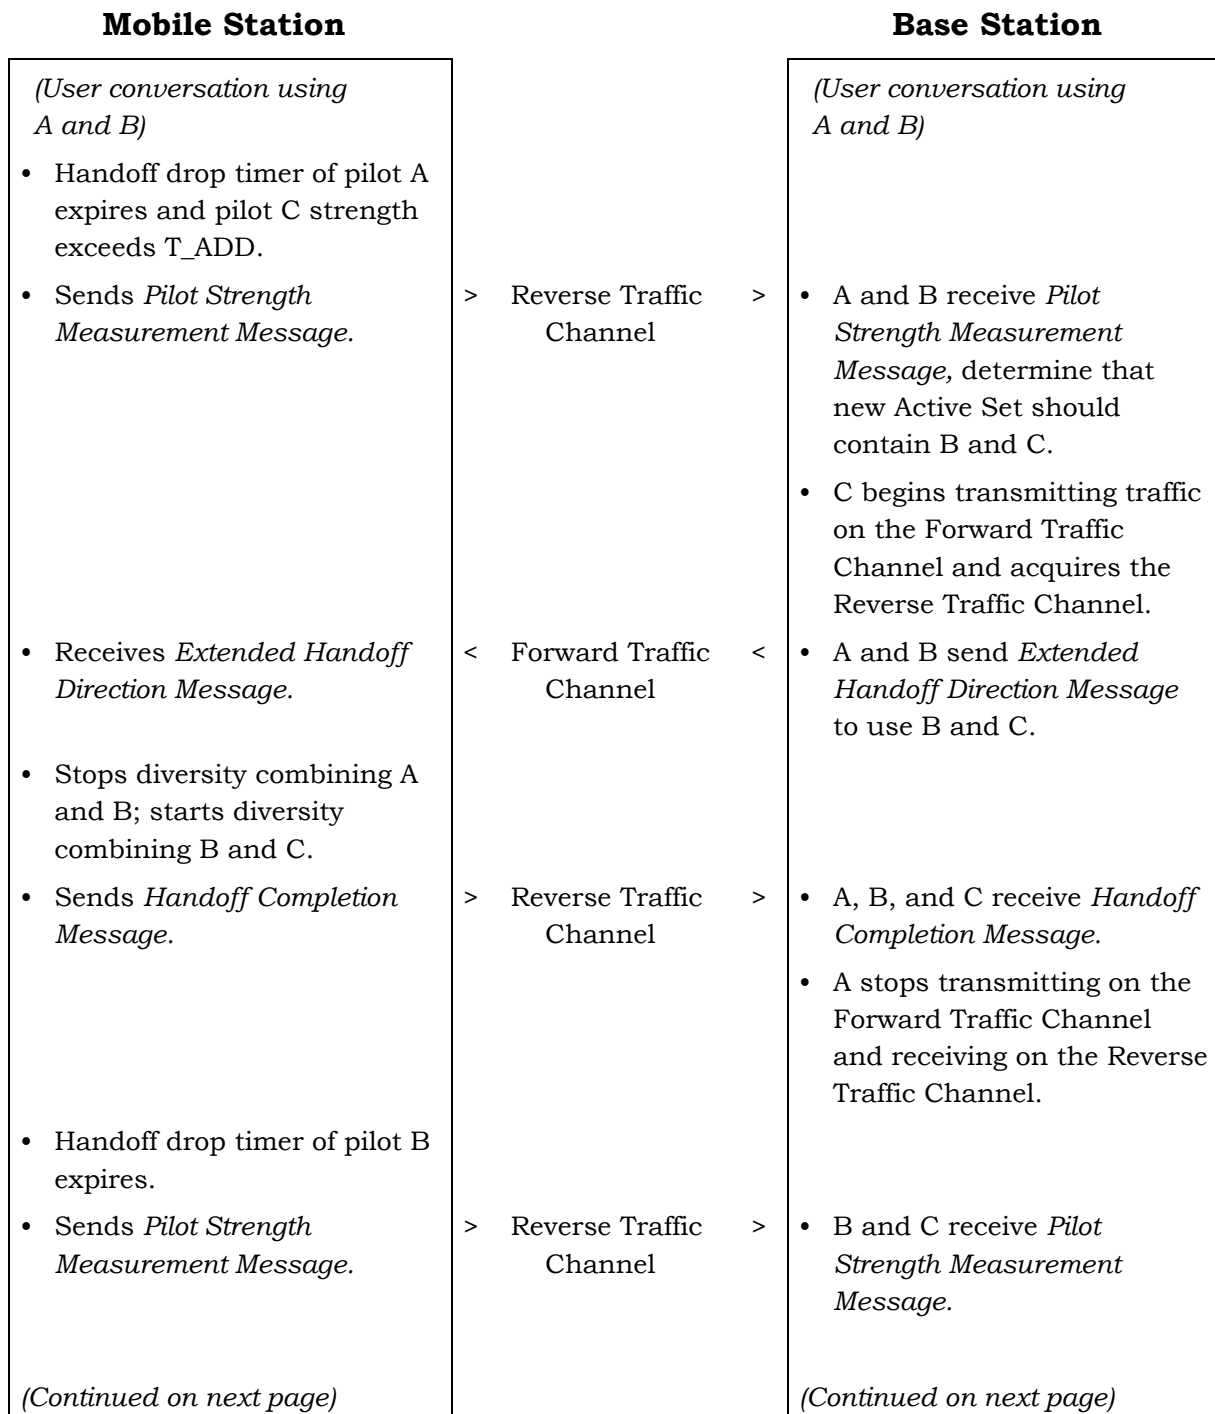 Mobile Station
Base Station
(User conversation using
A and B)
(User conversation using
A and B)
• Handoff drop timer of pilot A
expires and pilot C strength
exceeds T_ADD.
• Sends Pilot Strength
Measurement Message.
> Reverse Traffic >
Channel
• A and B receive Pilot
Strength Measurement
Message, determine that
new Active Set should
contain B and C.
• C begins transmitting traffic
on the Forward Traffic
Channel and acquires the
Reverse Traffic Channel.
• Receives Extended Handoff
Direction Message.
< Forward Traffic <
Channel
• A and B send Extended
Handoff Direction Message
to use B and C.
• Stops diversity combining A
and B; starts diversity
combining B and C.
• Sends Handoff Completion
Message.
> Reverse Traffic >
Channel
• A, B, and C receive Handoff
Completion Message.
• A stops transmitting on the
Forward Traffic Channel
and receiving on the Reverse
Traffic Channel.
• Handoff drop timer of pilot B
expires.
• Sends Pilot Strength
Measurement Message.
> Reverse Traffic >
Channel
• B and C receive Pilot
Strength Measurement
Message.
(Continued on next page)
(Continued on next page)